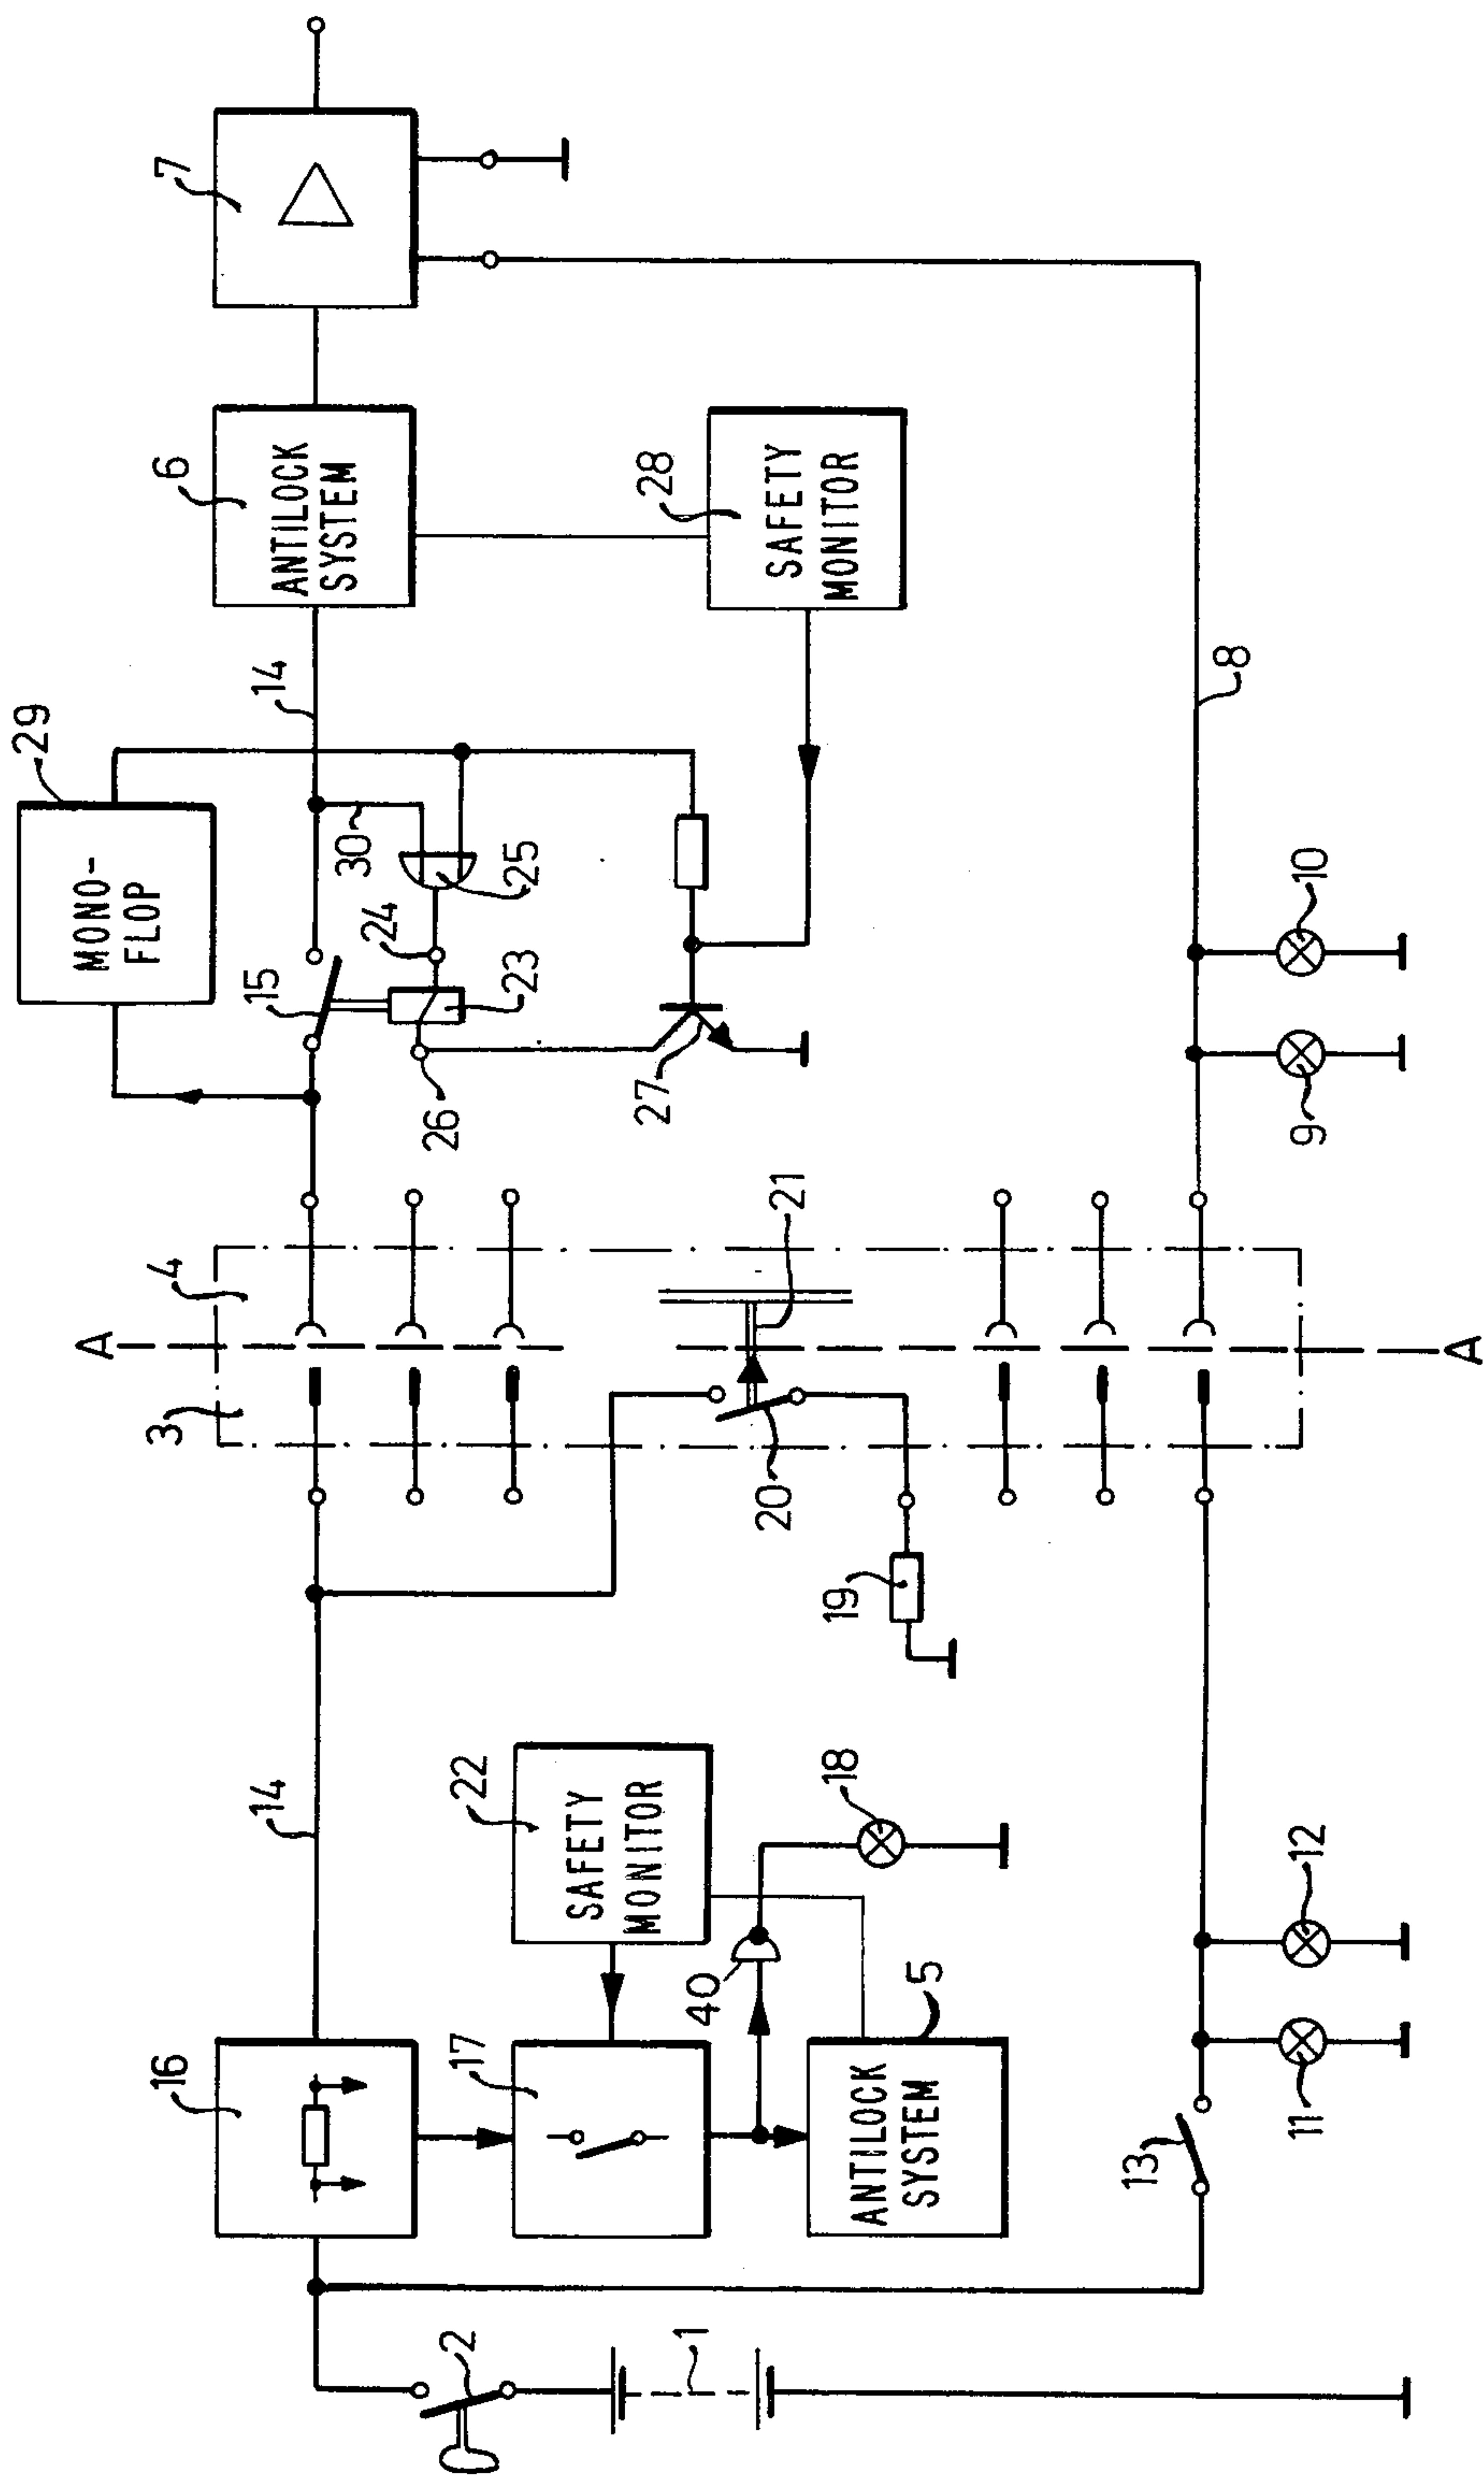 29
MONO-
FLOP
7
6
ANTILOCK
SYSTEM
14
15
30
24
25
23
26
27
28
SAFETY
MONITOR
8
9
10
A
4
3
21
20
A
14
19
16
17
22
SAFETY
MONITOR
18
40
5
ANTILOCK
SYSTEM
12
11
13
2
1